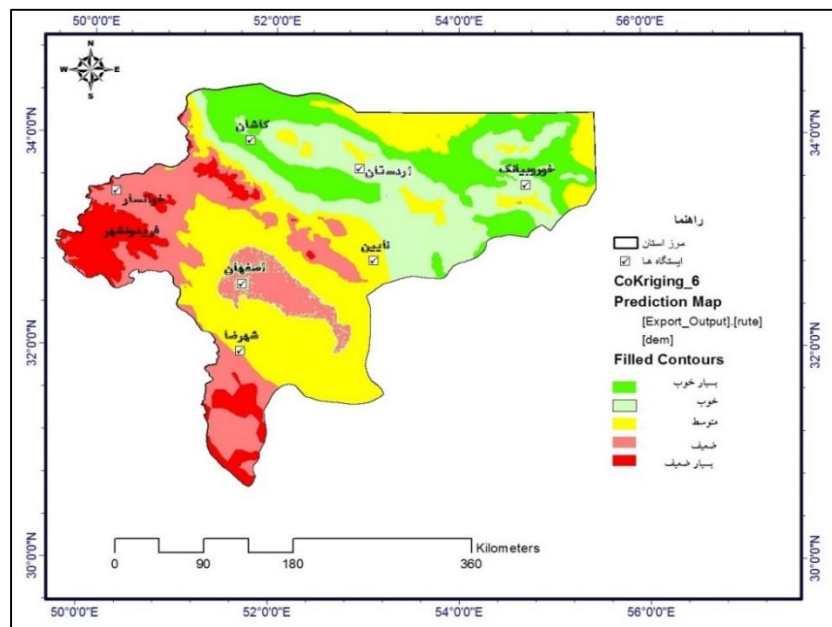 50°0'0"E 52°0'0"E 54°0'0"E 56°0'0"E
N
W E
S
34°0'0"N
34°0'0"N
32°0'0"N
32°0'0"N
30°0'0"N
30°0'0"N
کاشان
اردستان
خوروبیانک
خوانسار
فریدونشهر
نایین
اصفهان
شهرضا
راهنما
مرز استان
ایستگاه ها
CoKriging_6
Prediction Map
[Export_Output].[rute]
[dem]
Filled Contours
بسیار خوب
خوب
متوسط
ضعیف
بسیار ضعیف
Kilometers
0 90 180 360
50°0'0"E 52°0'0"E 54°0'0"E 56°0'0"E